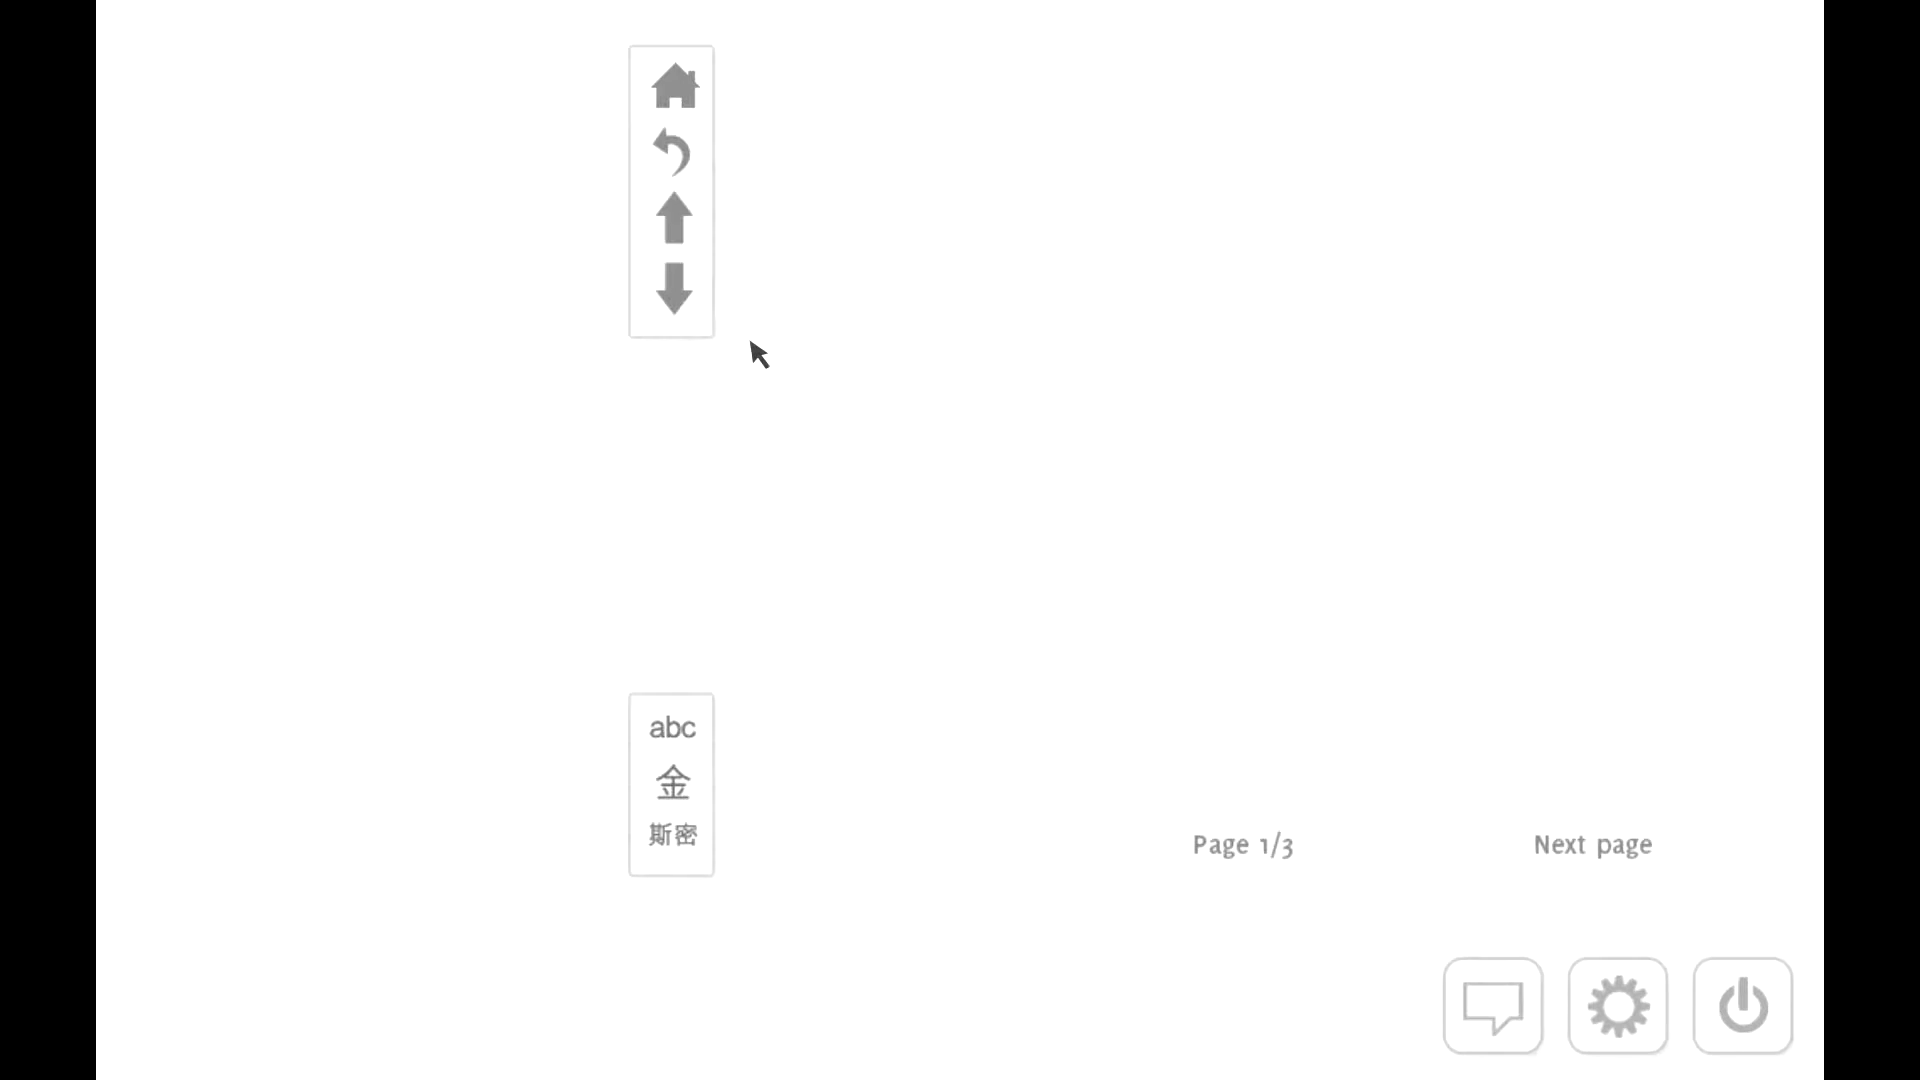 abc
金
斯密
Page 1/3
Next page